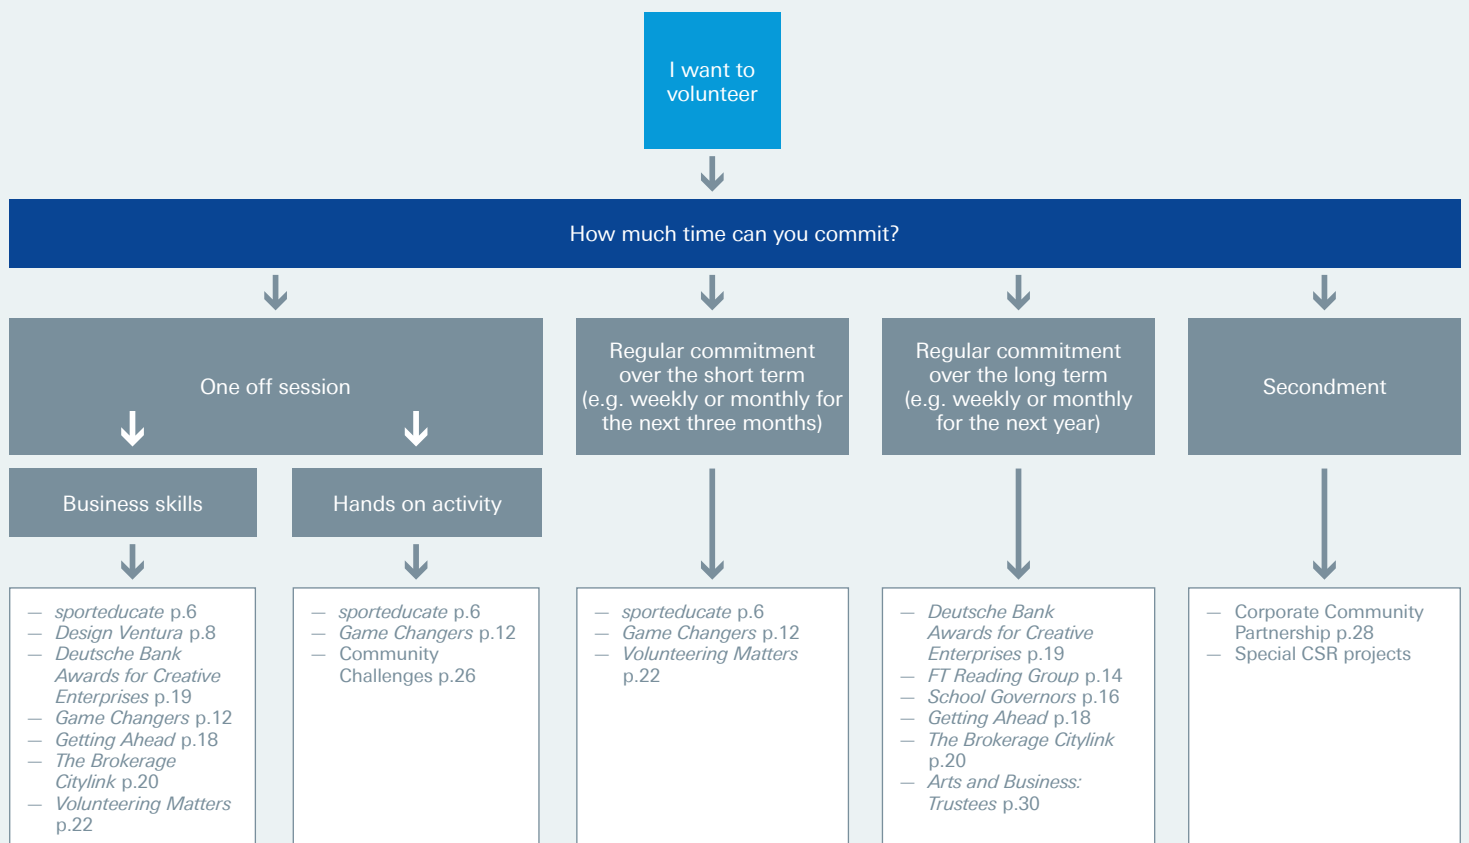 I want to
volunteer
How much time can you commit?
One off session
Regular commitment
over the short term
(e.g. weekly or monthly for
the next three months)
Regular commitment
over the long term
(e.g. weekly or monthly
for the next year)
Secondment
Business skills
Hands on activity
— sporteducate p.6
— Design Ventura p.8
— Deutsche Bank
Awards for Creative
Enterprises p.19
— Game Changers p.12
— Getting Ahead p.18
— The Brokerage
Citylink p.20
— Volunteering Matters
p.22
— sporteducate p.6
— Game Changers p.12
— Community
Challenges p.26
— sporteducate p.6
— Game Changers p.12
— Volunteering Matters
p.22
— Deutsche Bank
Awards for Creative
Enterprises p.19
— FT Reading Group p.14
— School Governors p.16
— Getting Ahead p.18
— The Brokerage Citylink
p.20
— Arts and Business:
Trustees p.30
— Corporate Community
Partnership p.28
— Special CSR projects